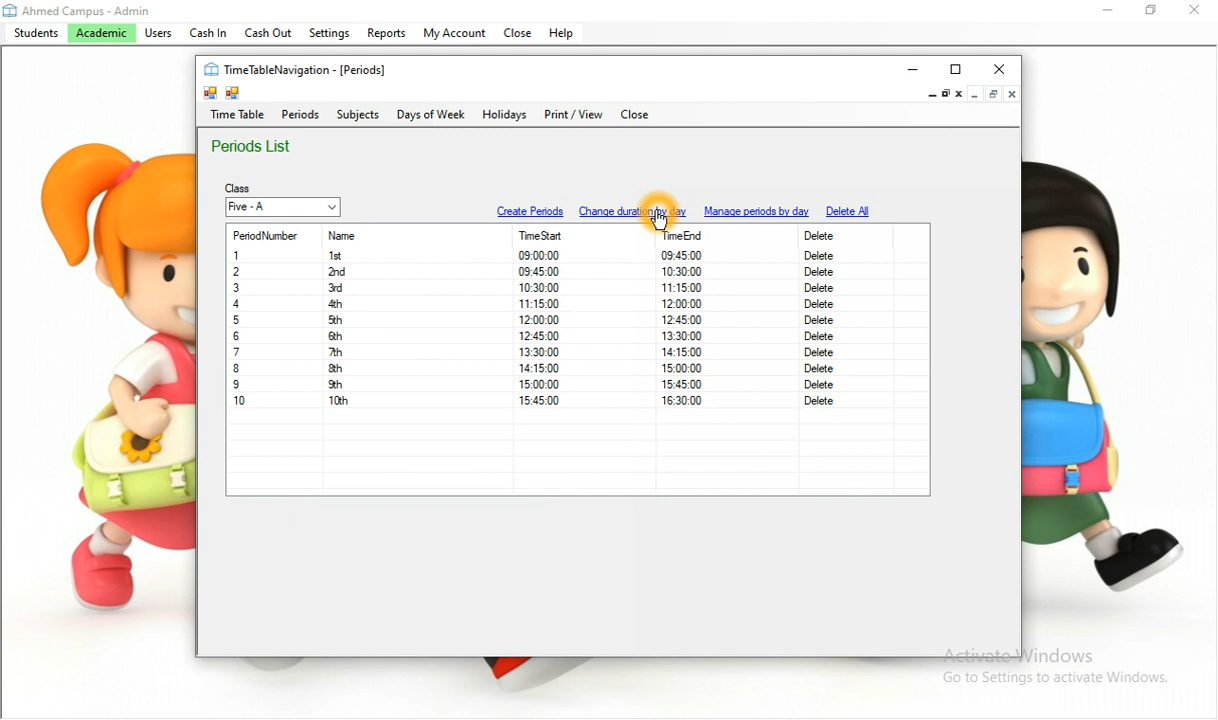 Ahmed Campus - Admin
Students Academic Users Cash In Cash Out Settings Reports My Account Close Help
TimeTableNavigation - [Periods]
Time Table Periods Subjects Days of Week Holidays Print / View Close
Periods List
Class
Five - A
Create Periods Change duration by day Manage periods by day Delete All
PeriodNumber Name TimeStart TimeEnd Delete
1 1st 09:00:00 09:45:00 Delete
2 2nd 09:45:00 10:30:00 Delete
3 3rd 10:30:00 11:15:00 Delete
4 4th 11:15:00 12:00:00 Delete
5 5th 12:00:00 12:45:00 Delete
6 6th 12:45:00 13:30:00 Delete
7 7th 13:30:00 14:15:00 Delete
8 8th 14:15:00 15:00:00 Delete
9 9th 15:00:00 15:45:00 Delete
10 10th 15:45:00 16:30:00 Delete
Activate Windows
Go to Settings to activate Windows.